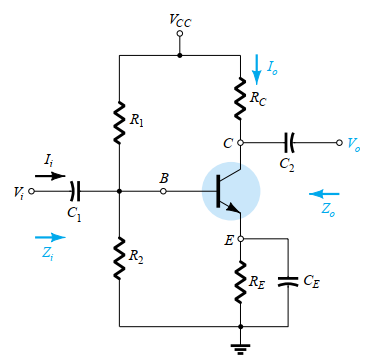 V_CC
I_o
R_1
R_C
C
V_o
I_i
B
C_2
V_i
C_1
Z_o
Z_i
E
R_2
R_E
C_E